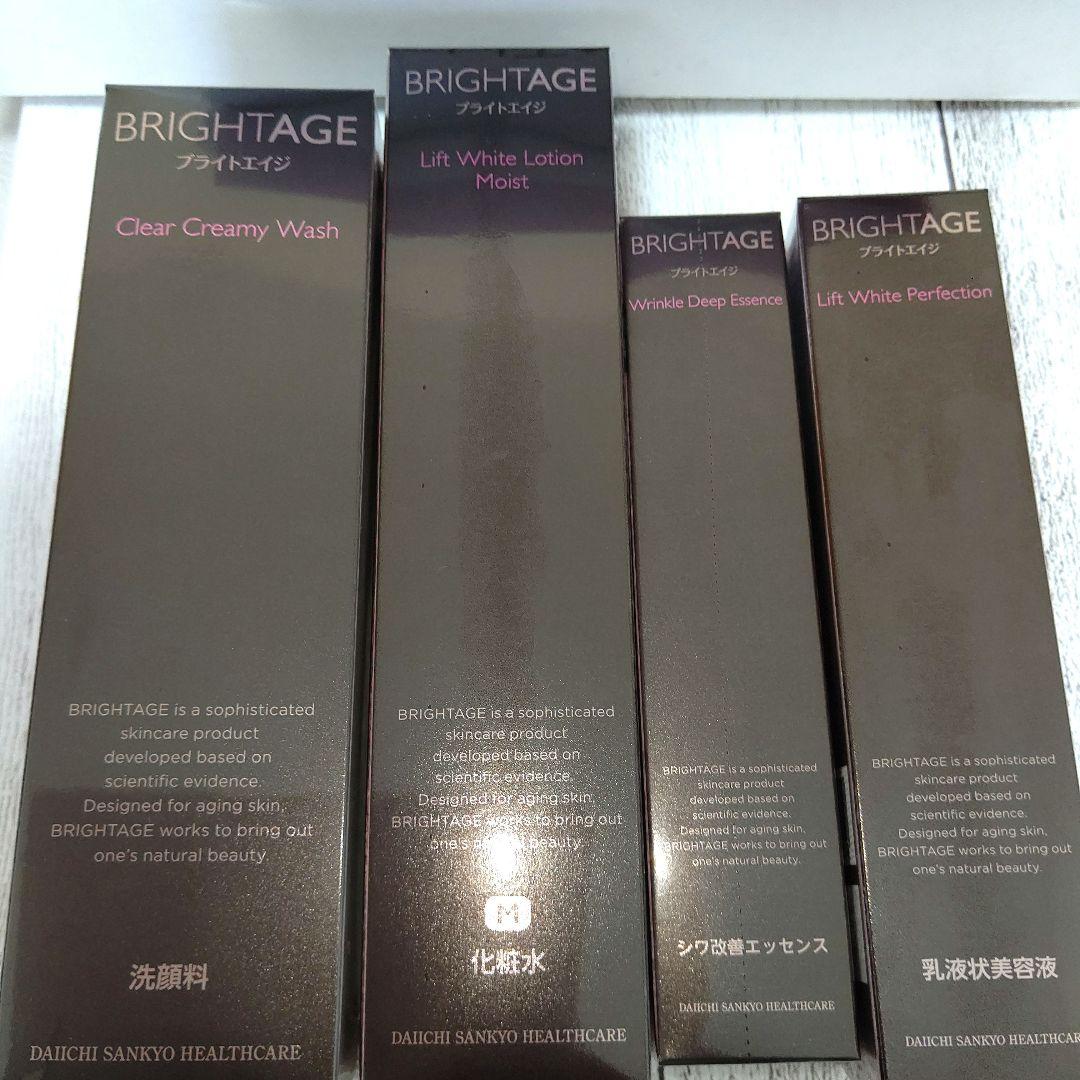 BRIGHTAGE
ブライトエイジ
Clear Creamy Wash
BRIGHTAGE is a sophisticated
skincare product
developed based on
scientific evidence.
Designed for aging skin,
BRIGHTAGE works to bring out
one's natural beauty.
洗顔料
DAIICHI SANKYO HEALTHCARE
BRIGHTAGE
ブライトエイジ
Lift White Lotion
Moist
BRIGHTAGE is a sophisticated
skincare product
developed based on
scientific evidence.
Designed for aging skin,
BRIGHTAGE works to bring out
one's natural beauty.
M
化粧水
DAIICHI SANKYO HEALTHCARE
BRIGHTAGE
ブライトエイジ
Wrinkle Deep Essence
BRIGHTAGE is a sophisticated
skincare product
developed based on
scientific evidence.
Designed for aging skin,
BRIGHTAGE works to bring out
one's natural beauty.
シワ改善エッセンス
DAIICHI SANKYO HEALTHCARE
BRIGHTAGE
ブライトエイジ
Lift White Perfection
BRIGHTAGE is a sophisticated
skincare product
developed based on
scientific evidence.
Designed for aging skin,
BRIGHTAGE works to bring out
one's natural beauty.
乳液状美容液
DAIICHI SANKYO HEALTHCAR